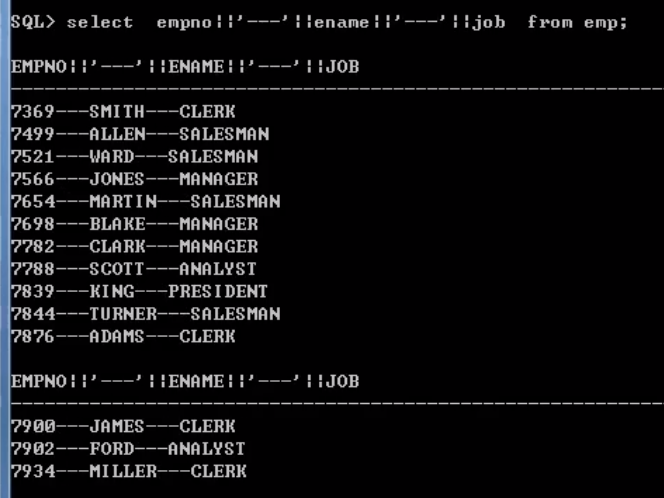 SQL> select  empno||'---'||ename||'---'||job  from emp;
EMPNO||'---'||ENAME||'---'||JOB
--------------------------------------------------------------
7369---SMITH---CLERK
7499---ALLEN---SALESMAN
7521---WARD---SALESMAN
7566---JONES---MANAGER
7654---MARTIN---SALESMAN
7698---BLAKE---MANAGER
7782---CLARK---MANAGER
7788---SCOTT---ANALYST
7839---KING---PRESIDENT
7844---TURNER---SALESMAN
7876---ADAMS---CLERK
EMPNO||'---'||ENAME||'---'||JOB
--------------------------------------------------------------
7900---JAMES---CLERK
7902---FORD---ANALYST
7934---MILLER---CLERK